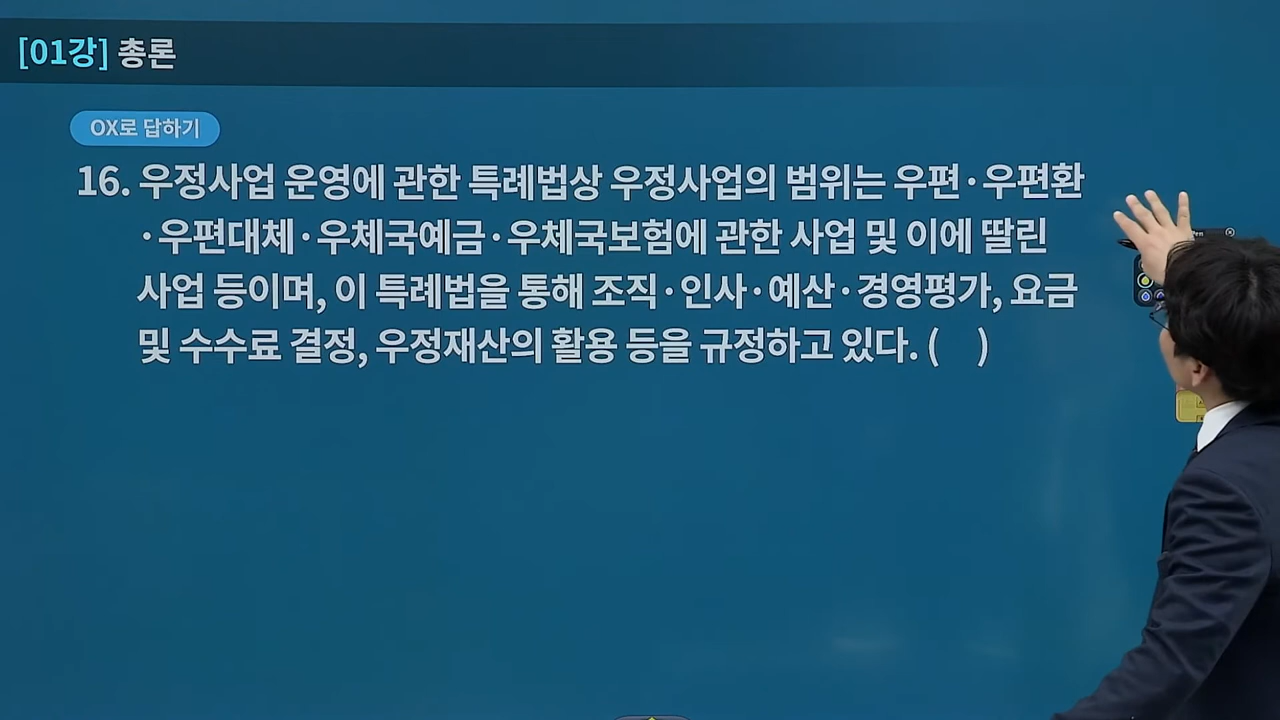 [01강] 총론
OX로 답하기
16. 우정사업 운영에 관한 특례법상 우정사업의 범위는 우편·우편환
·우편대체·우체국예금·우체국보험에 관한 사업 및 이에 딸린
사업 등이며, 이 특례법을 통해 조직·인사·예산·경영평가, 요금
및 수수료 결정, 우정재산의 활용 등을 규정하고 있다. (    )